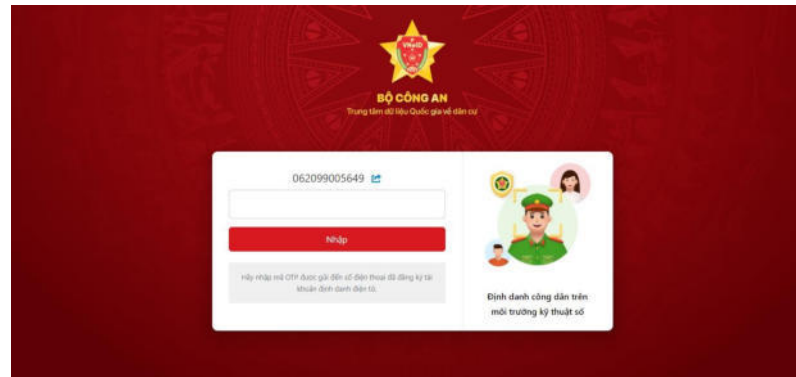 VNeID
BỘ CÔNG AN
Trung tâm dữ liệu Quốc gia về dân cư
062099005649
Nhập
Hãy nhập mã OTP được gửi đến số điện thoại đã đăng ký tài
khoản định danh điện tử.
Định danh công dân trên
môi trường kỹ thuật số